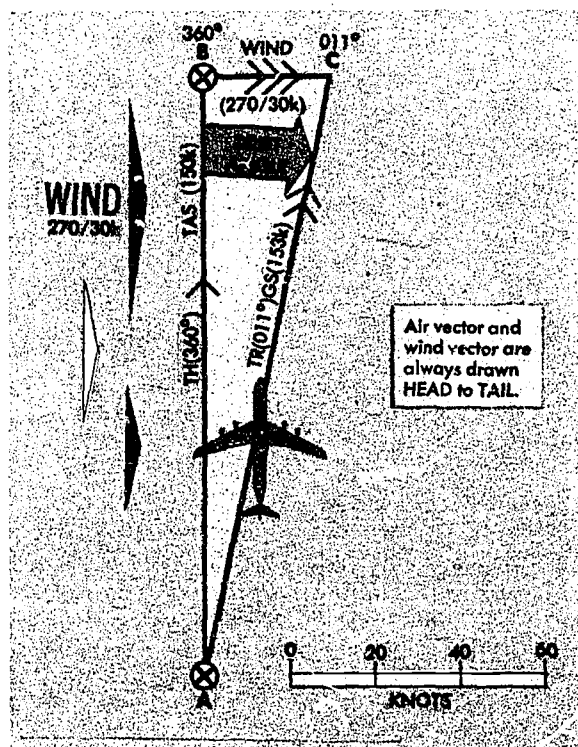 360°
B
WIND
011°
C
(270/30k)
WIND
270/30k
TH(360°) TAS (150k)
TR(011°)GS(153k)
Air vector and
wind vector are
always drawn
HEAD to TAIL.
A
0 20 40 60
KNOTS